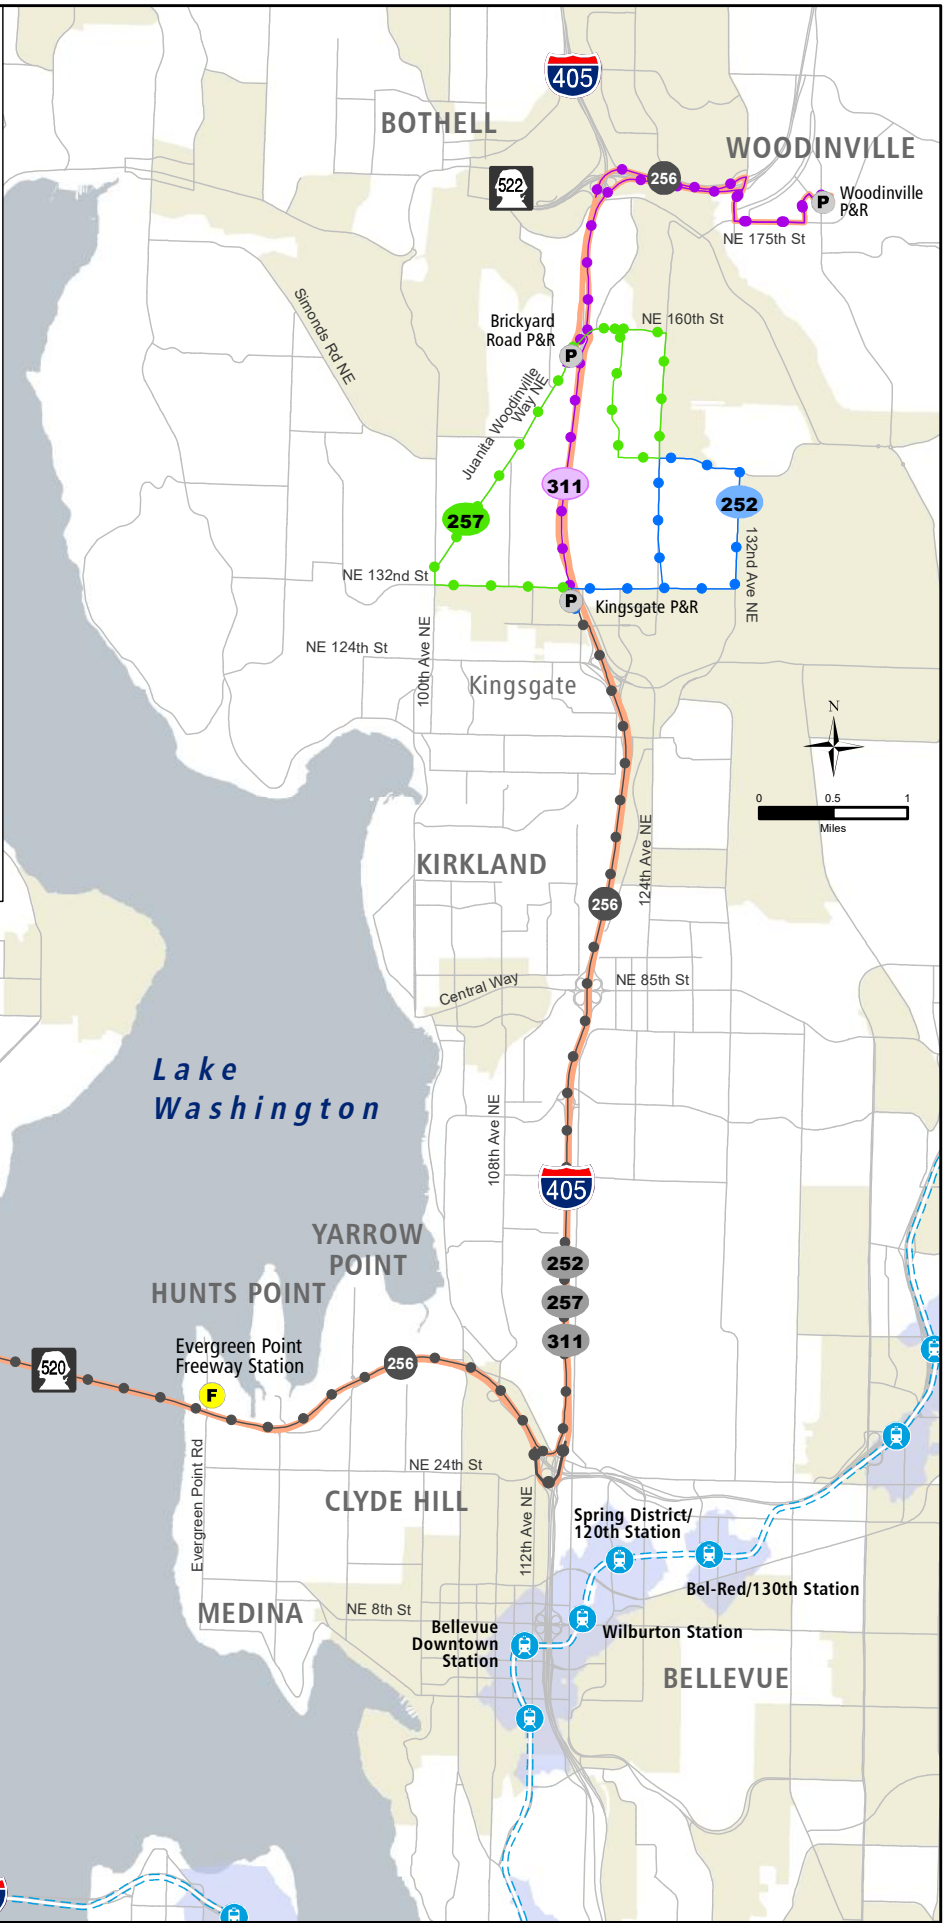 405
BOTHELL
WOODINVILLE
522
256
P
Woodinville
P&R
NE 175th St
Simonds Rd NE
Brickyard
Road P&R
P
NE 160th St
Juanita Woodinville
Way NE
311
252
257
132nd Ave NE
NE 132nd St
P
Kingsgate P&R
100th Ave NE
NE 124th St
Kingsgate
N
0 0.5 1
Miles
124th Ave NE
KIRKLAND
256
Central Way
NE 85th St
Lake
Washington
108th Ave NE
405
YARROW
POINT
252
HUNTS POINT
257
311
Evergreen Point
Freeway Station
520
256
F
Evergreen Point Rd
NE 24th St
CLYDE HILL
112th Ave NE
Spring District/
120th Station
Bel-Red/130th Station
NE 8th St
MEDINA
Bellevue
Downtown
Station
Wilburton Station
BELLEVUE